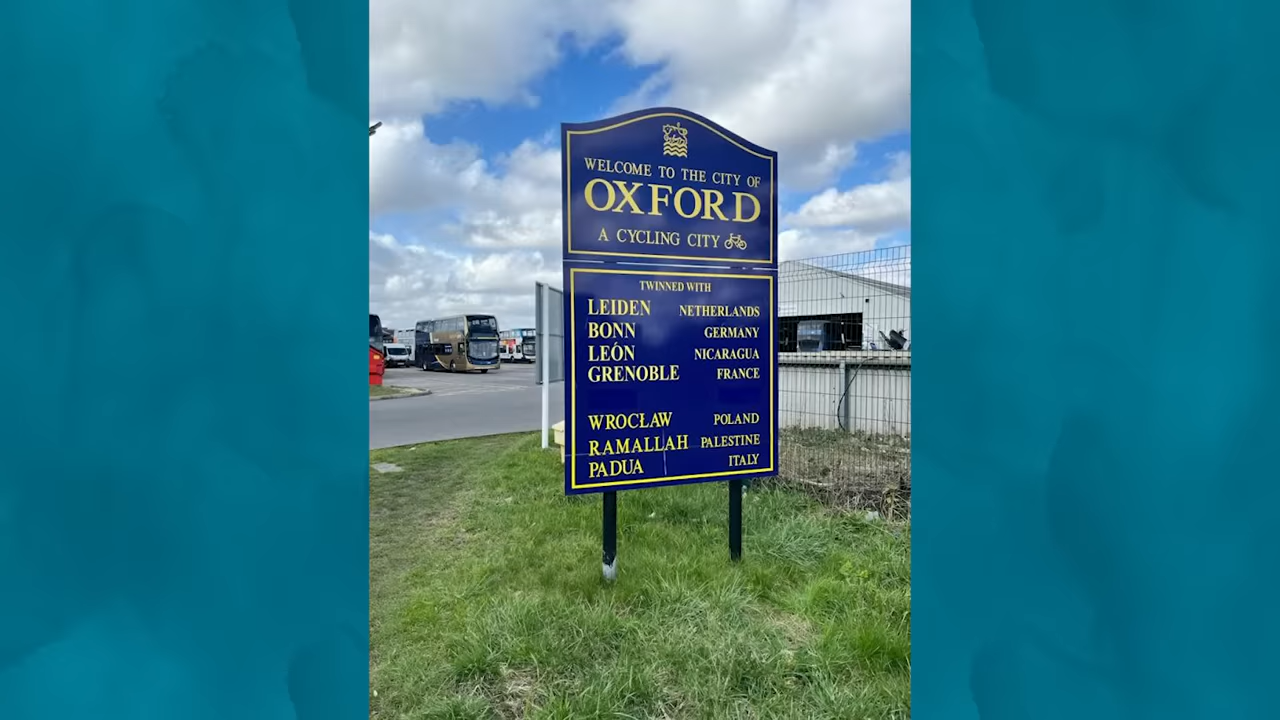 WELCOME TO THE CITY OF
OXFORD
A CYCLING CITY
TWINNED WITH
LEIDEN NETHERLANDS
BONN GERMANY
LEÓN NICARAGUA
GRENOBLE FRANCE
WROCŁAW POLAND
RAMALLAH PALESTINE
PADUA ITALY